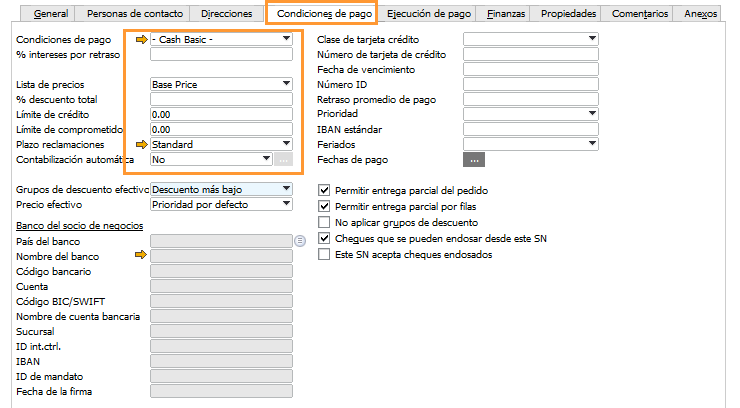 General Personas de contacto Direcciones Condiciones de pago Ejecución de pago Finanzas Propiedades Comentarios Anexos
Condiciones de pago - Cash Basic -
% intereses por retraso
Lista de precios Base Price
% descuento total
Límite de crédito 0.00
Límite de comprometido 0.00
Plazo reclamaciones Standard
Contabilización automática No ...
Grupos de descuento efectivo Descuento más bajo
Precio efectivo Prioridad por defecto
Banco del socio de negocios
País del banco
Nombre del banco
Código bancario
Cuenta
Código BIC/SWIFT
Nombre de cuenta bancaria
Sucursal
ID int.ctrl.
IBAN
ID de mandato
Fecha de la firma
Clase de tarjeta crédito
Número de tarjeta de crédito
Fecha de vencimiento
Número ID
Retraso promedio de pago
Prioridad
IBAN estándar
Feriados
Fechas de pago ...
Permitir entrega parcial del pedido
Permitir entrega parcial por filas
No aplicar grupos de descuento
Cheques que se pueden endosar desde este SN
Este SN acepta cheques endosados